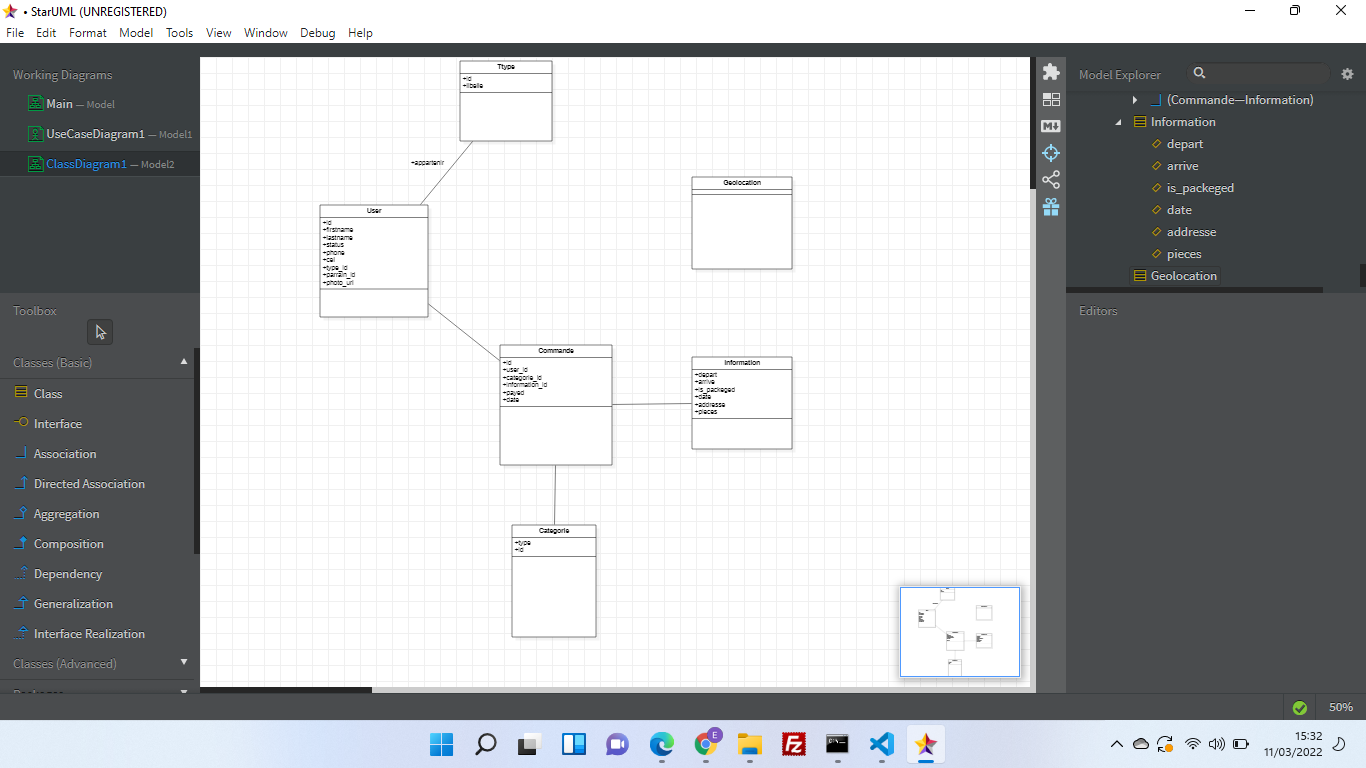 • StarUML (UNREGISTERED)
File Edit Format Model Tools View Window Debug Help
Working Diagrams
Main — Model
UseCaseDiagram1 — Model1
ClassDiagram1 — Model2
Toolbox
Classes (Basic)
Class
Interface
Association
Directed Association
Aggregation
Composition
Dependency
Generalization
Interface Realization
Classes (Advanced)
Packages
Ttype
+id
+libelle
+appartenir
User
+id
+firstname
+lastname
+status
+phone
+cel
+type_id
+parrain_id
+photo_url
Geolocation
Commande
+id
+user_id
+categorie_id
+information_id
+payed
+date
Information
+depart
+arrive
+is_packeged
+date
+addresse
+pieces
Categorie
+type
+id
Model Explorer
(Commande—Information)
Information
depart
arrive
is_packeged
date
addresse
pieces
Geolocation
Editors
50%
E
15:32
11/03/2022